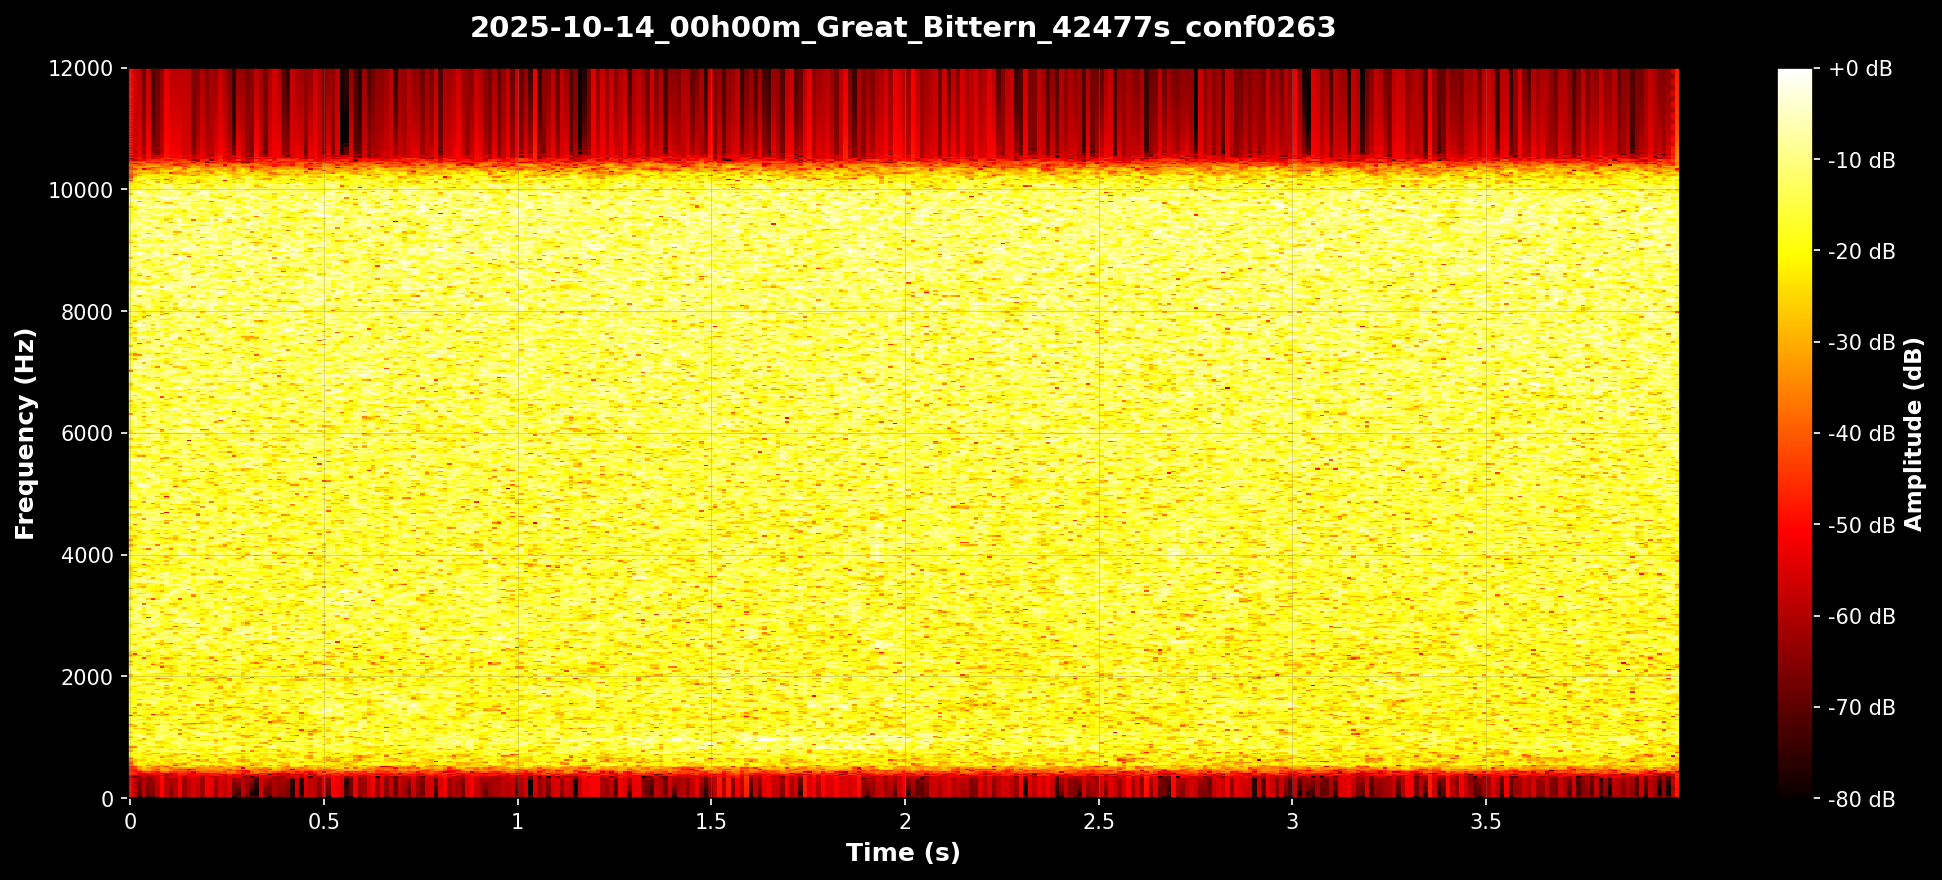 2025-10-14_00h00m_Great_Bittern_42477s_conf0263
12000
10000
8000
6000
4000
2000
0
Frequency (Hz)
0 0.5 1 1.5 2 2.5 3 3.5
Time (s)
+0 dB
-10 dB
-20 dB
-30 dB
-40 dB
-50 dB
-60 dB
-70 dB
-80 dB
Amplitude (dB)